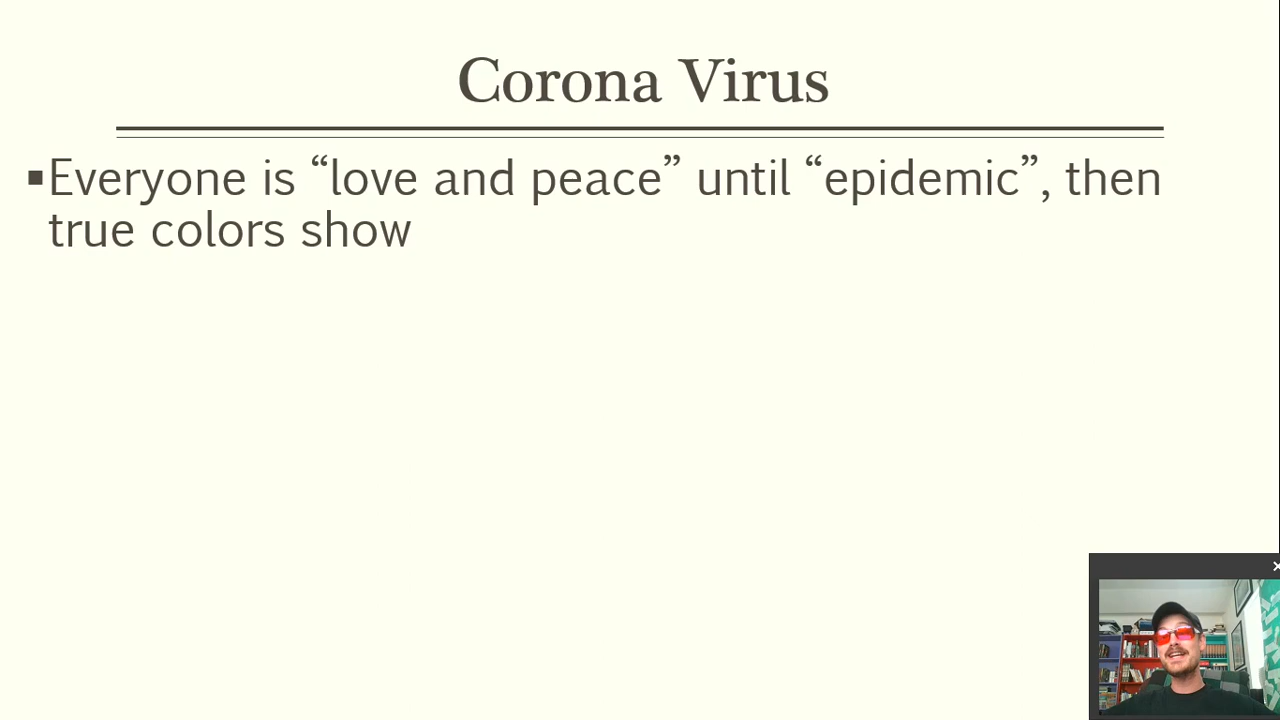 Corona Virus
▪Everyone is “love and peace” until “epidemic”, then
true colors show